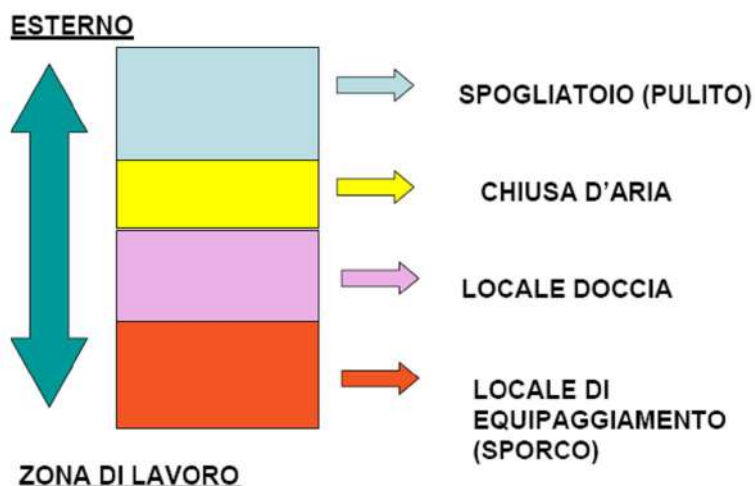 ESTERNO
SPOGLIATOIO (PULITO)
CHIUSA D'ARIA
LOCALE DOCCIA
LOCALE DI
EQUIPAGGIAMENTO
(SPORCO)
ZONA DI LAVORO